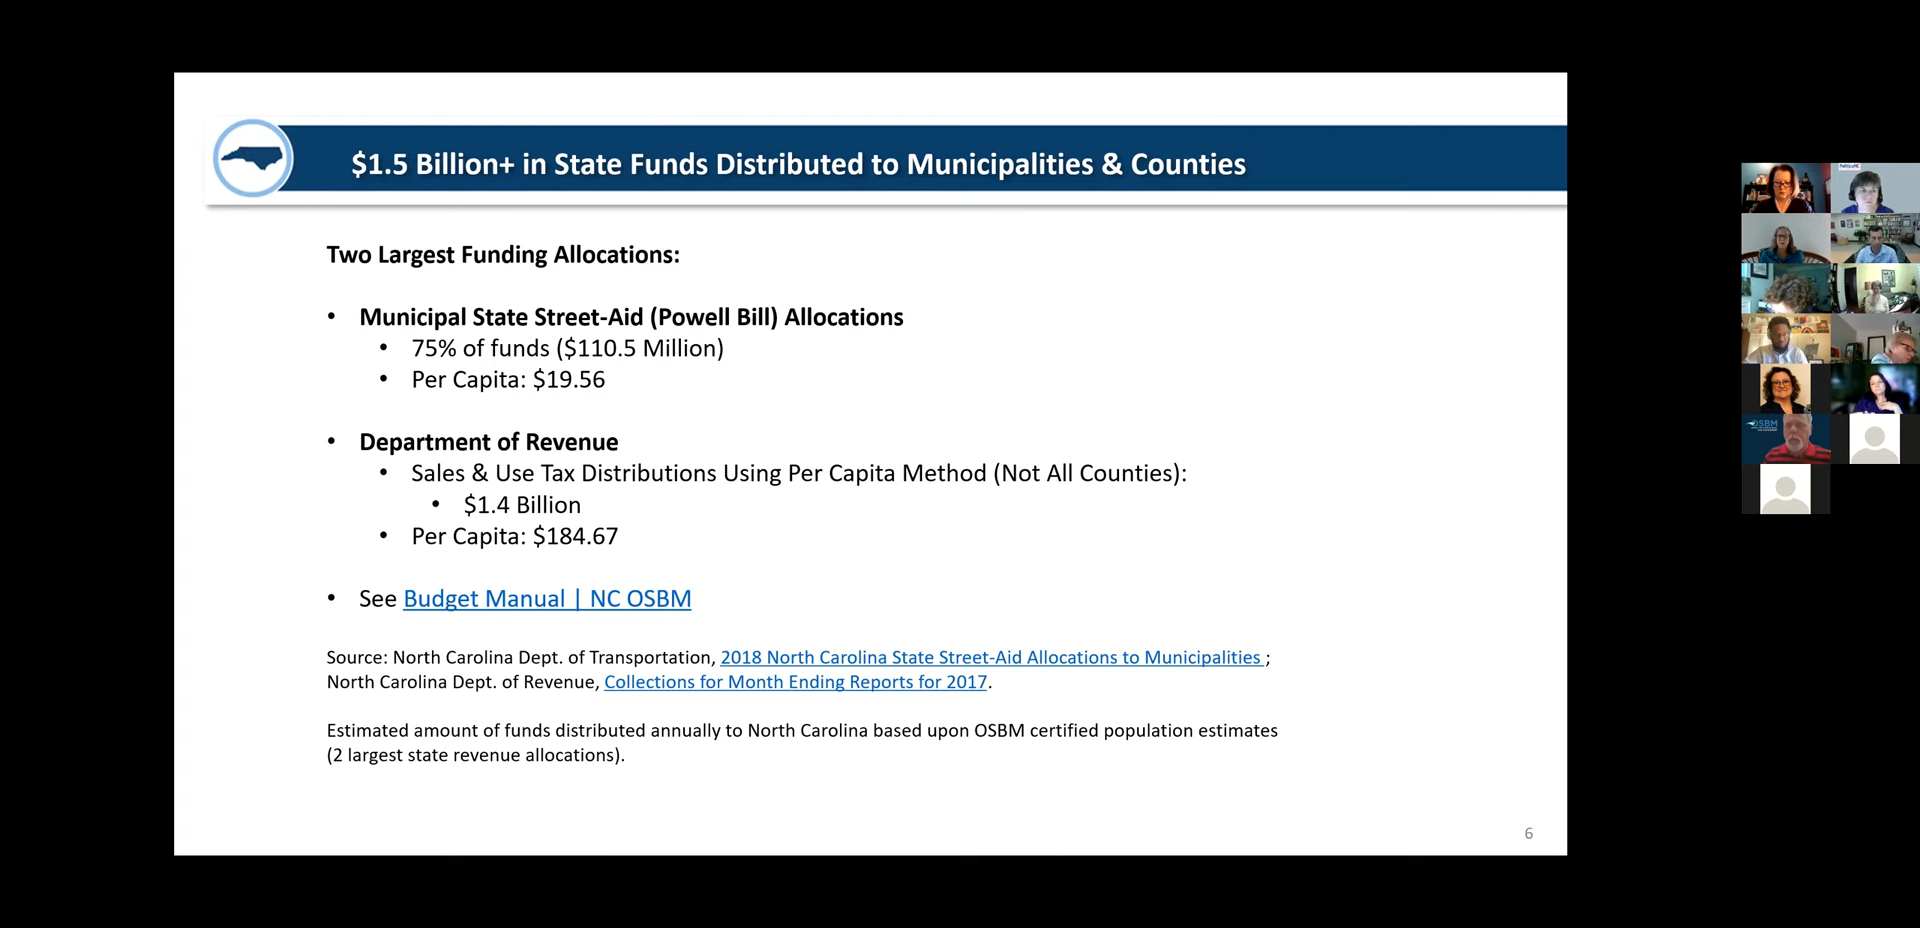 $1.5 Billion+ in State Funds Distributed to Municipalities & Counties
Two Largest Funding Allocations:
• Municipal State Street-Aid (Powell Bill) Allocations
• 75% of funds ($110.5 Million)
• Per Capita: $19.56
• Department of Revenue
• Sales & Use Tax Distributions Using Per Capita Method (Not All Counties):
• $1.4 Billion
• Per Capita: $184.67
• See Budget Manual | NC OSBM
Source: North Carolina Dept. of Transportation, 2018 North Carolina State Street-Aid Allocations to Municipalities ;
North Carolina Dept. of Revenue, Collections for Month Ending Reports for 2017.
Estimated amount of funds distributed annually to North Carolina based upon OSBM certified population estimates
(2 largest state revenue allocations).
6
PoliticsNC
OSBM